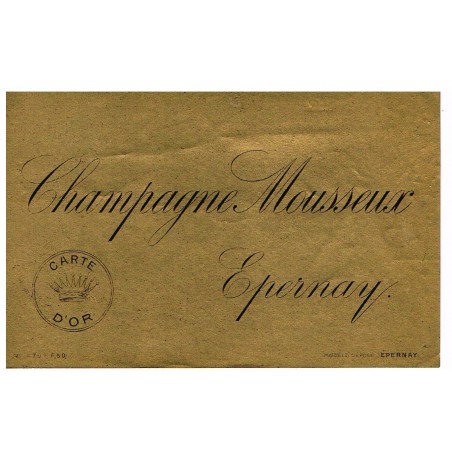 Champagne Mousseux
Epernay.
CARTE
D'OR
EPERNAY